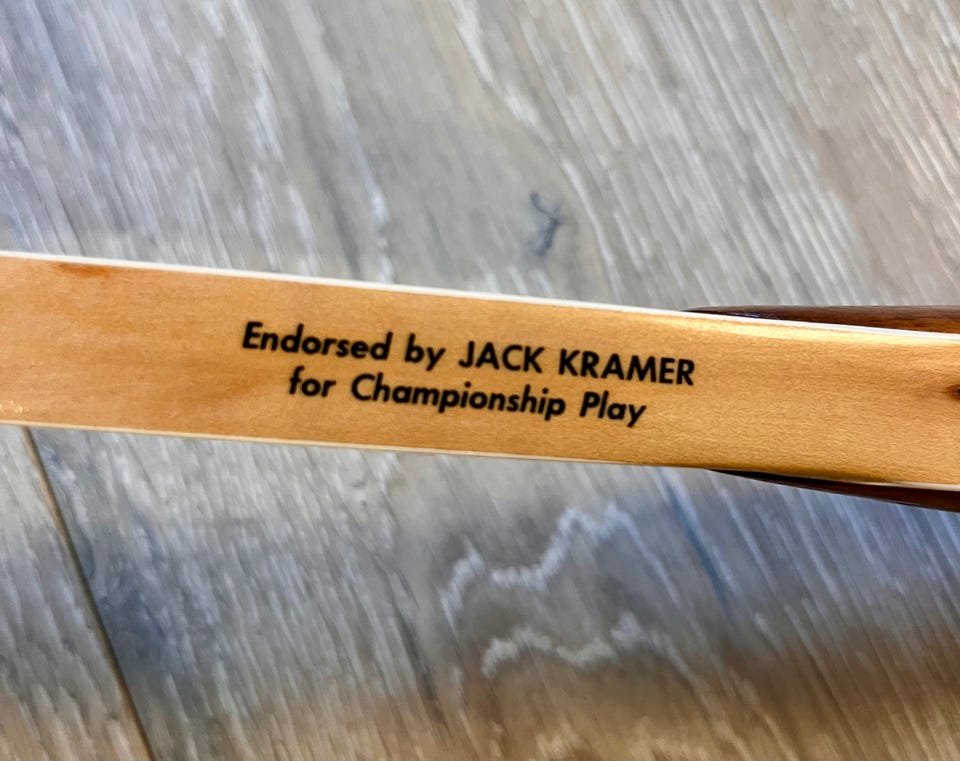 Endorsed by JACK KRAMER
for Championship Play